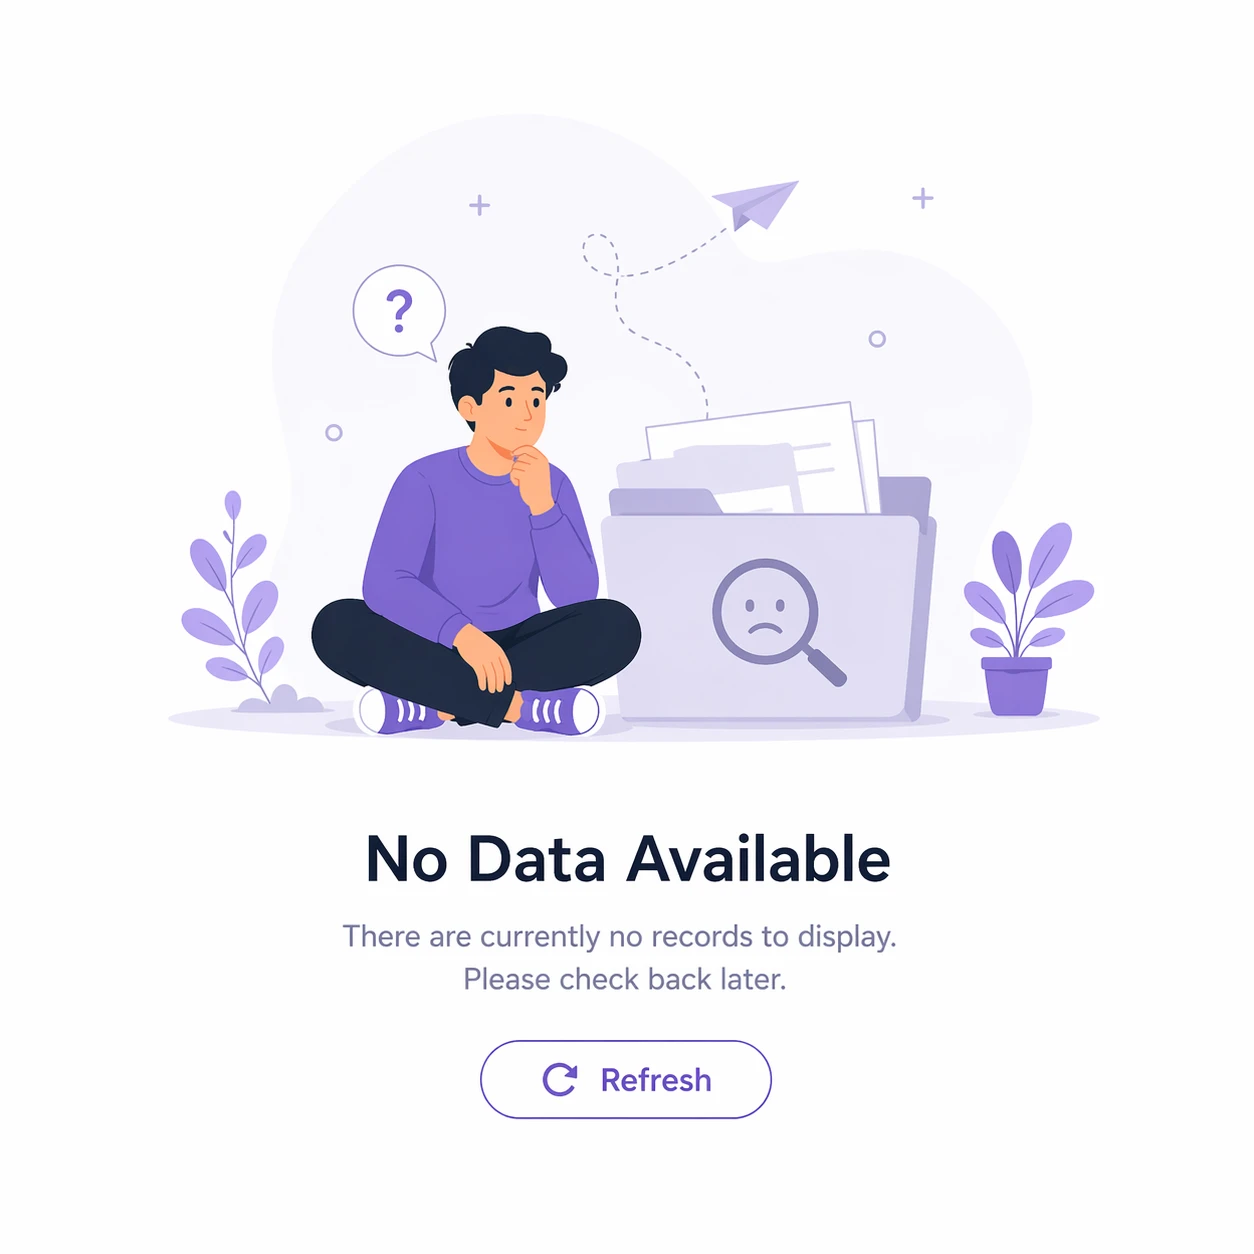 ?
No Data Available
There are currently no records to display.
Please check back later.
Refresh